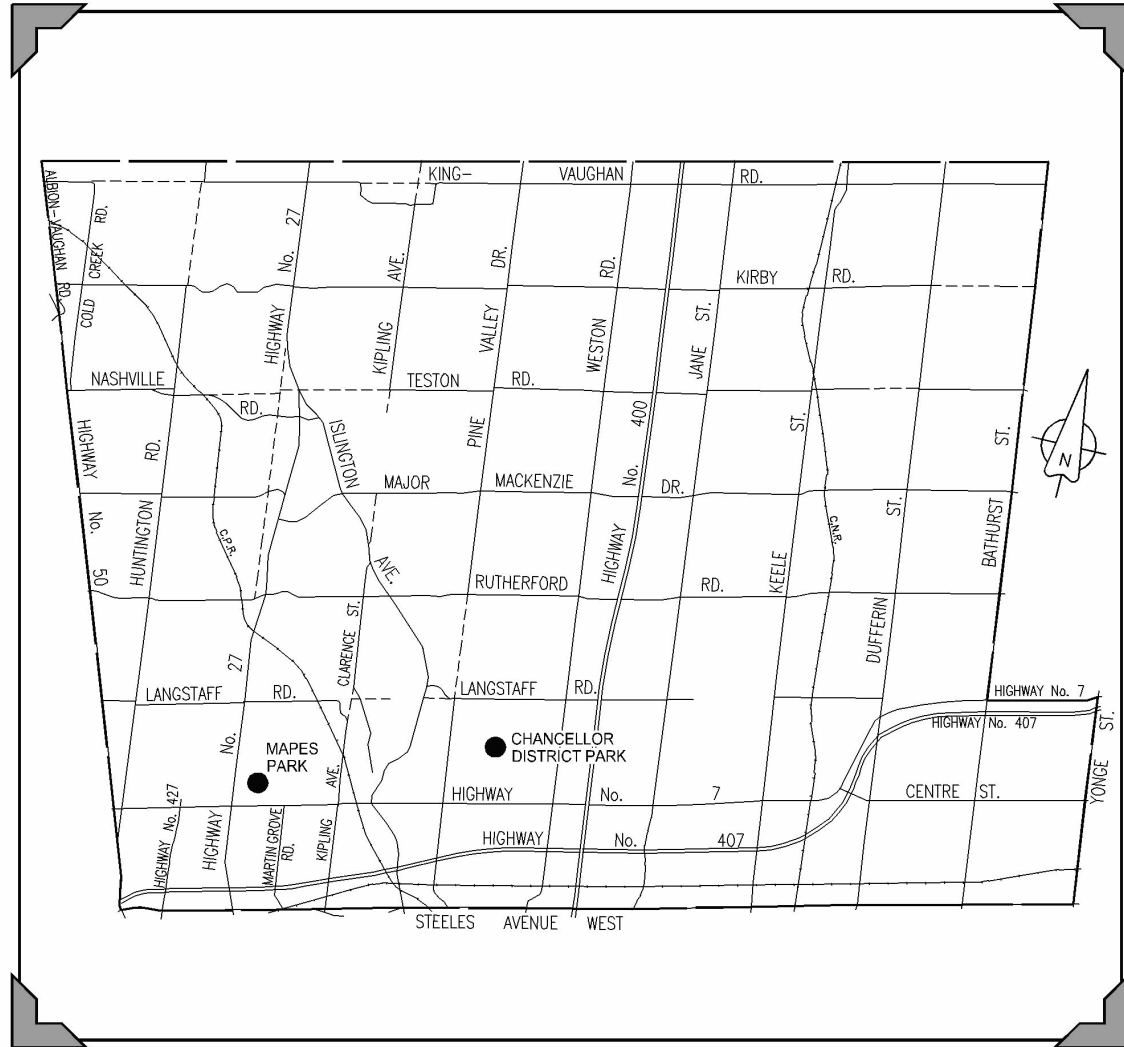 KING- VAUGHAN RD.
ALBION-VAUGHAN RD.
COLD CREEK RD.
HIGHWAY No. 27
KIPLING AVE.
PINE VALLEY DR.
WESTON RD.
JANE ST.
KIRBY RD.
NASHVILLE RD.
TESTON RD.
HIGHWAY No. 50
HUNTINGTON RD.
ISLINGTON AVE.
HIGHWAY No. 400
MAJOR MACKENZIE DR.
KEELE ST.
DUFFERIN ST.
BATHURST ST.
N
C.P.R.
C.N.R.
RUTHERFORD RD.
CLARENCE ST.
LANGSTAFF RD.
LANGSTAFF RD.
HIGHWAY No. 7
HIGHWAY No. 407
YONGE ST.
HIGHWAY No. 27
MAPES
PARK
CHANCELLOR
DISTRICT PARK
KIPLING AVE.
HIGHWAY No. 7
CENTRE ST.
HIGHWAY No. 427
MARTIN GROVE
RD.
HIGHWAY No. 407
STEELES AVENUE WEST